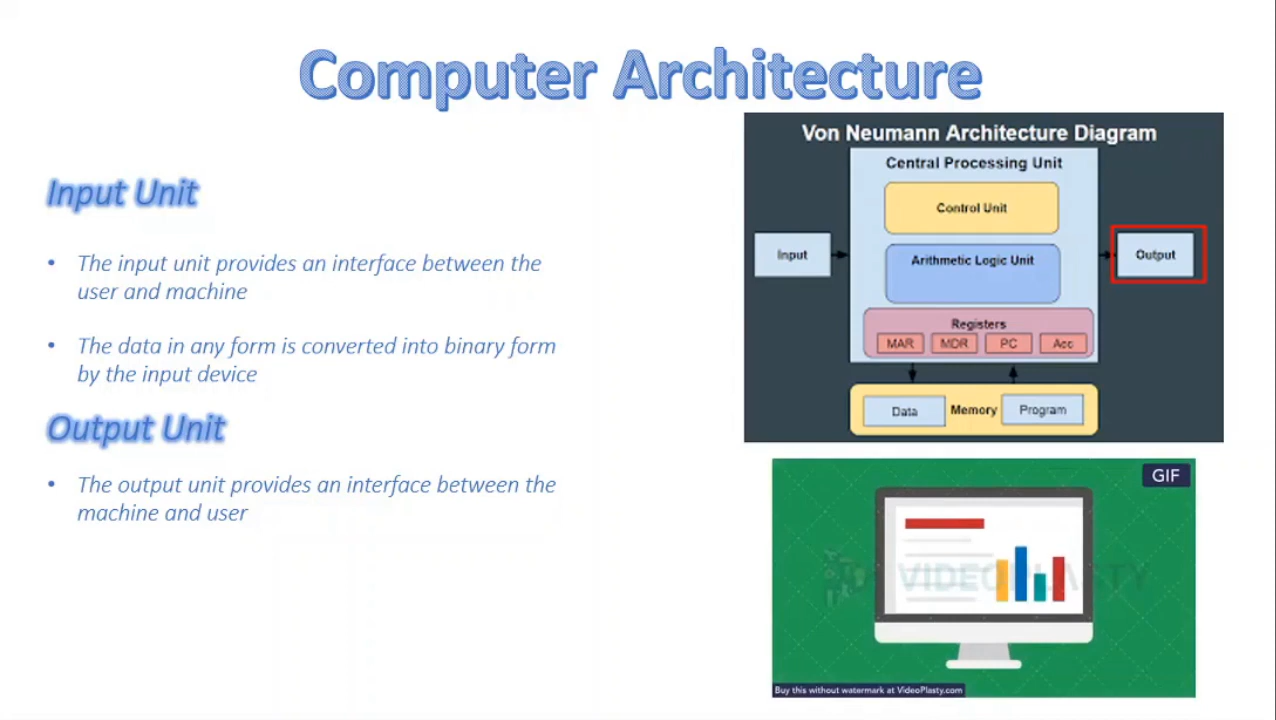 Computer Architecture
Input Unit
• The input unit provides an interface between the
user and machine
• The data in any form is converted into binary form
by the input device
Output Unit
• The output unit provides an interface between the
machine and user
Von Neumann Architecture Diagram
Central Processing Unit
Control Unit
Input
Arithmetic Logic Unit
Output
Registers
MAR MDR PC Acc
Data Memory Program
GIF
VIDEOPLASTY
Buy this without watermark at VideoPlasty.com